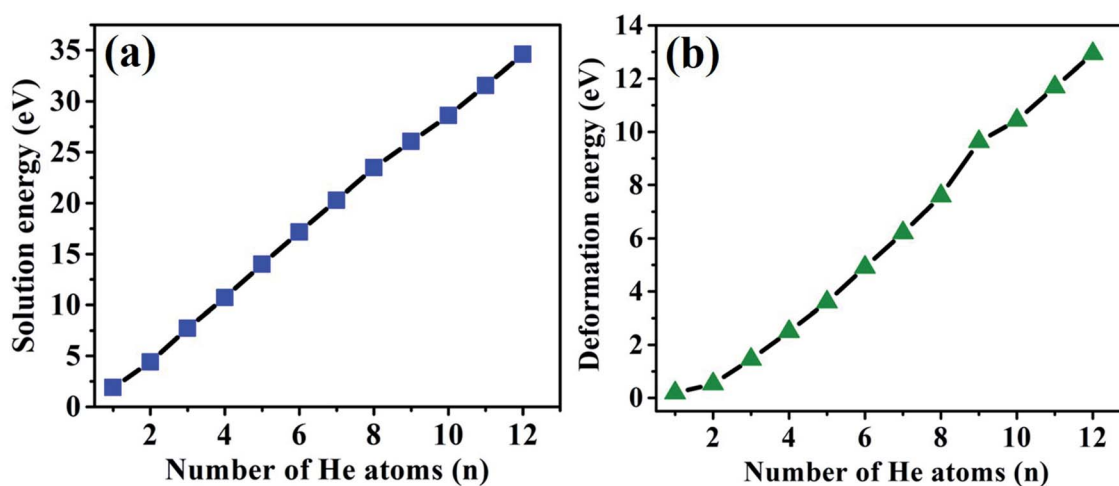 (a)
Solution energy (eV)
35
30
25
20
15
10
5
0
2 4 6 8 10 12
Number of He atoms (n)
(b)
Deformation energy (eV)
14
12
10
8
6
4
2
0
2 4 6 8 10 12
Number of He atoms (n)